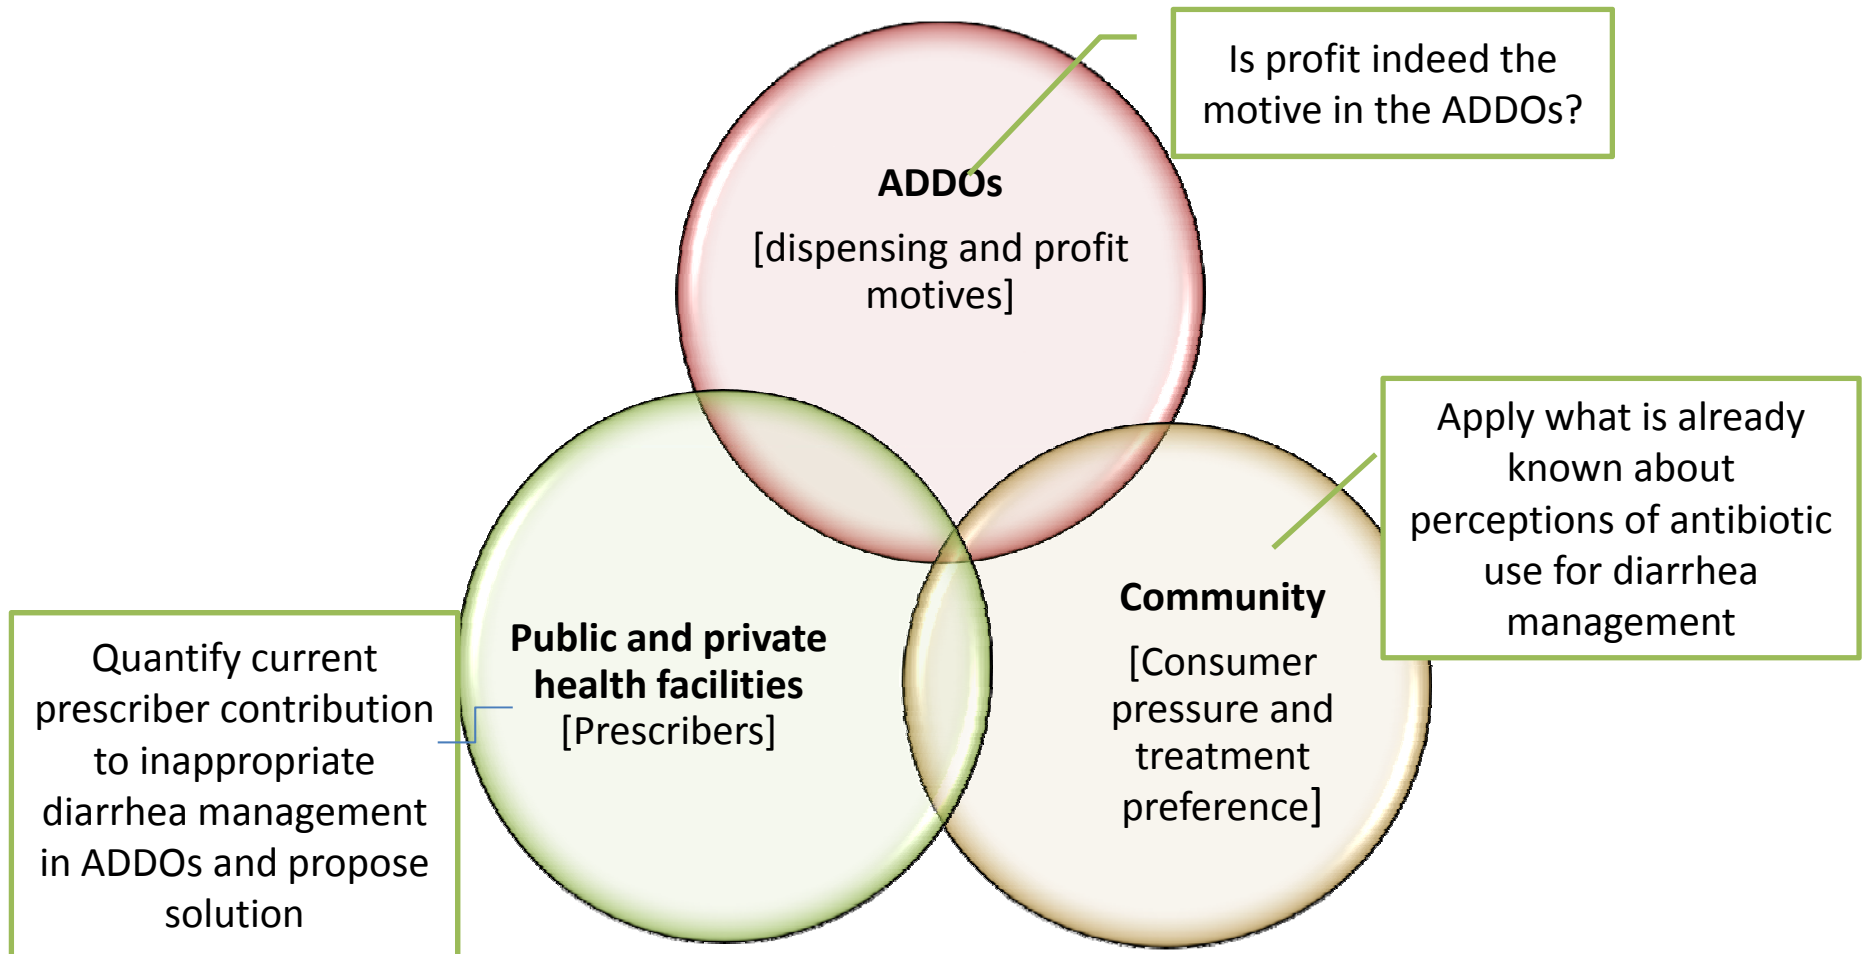 Is profit indeed the
motive in the ADDOs?
ADDOs
[dispensing and profit
motives]
Apply what is already
known about
perceptions of antibiotic
use for diarrhea
management
Community
[Consumer
pressure and
treatment
preference]
Public and private
health facilities
[Prescribers]
Quantify current
prescriber contribution
to inappropriate
diarrhea management
in ADDOs and propose
solution